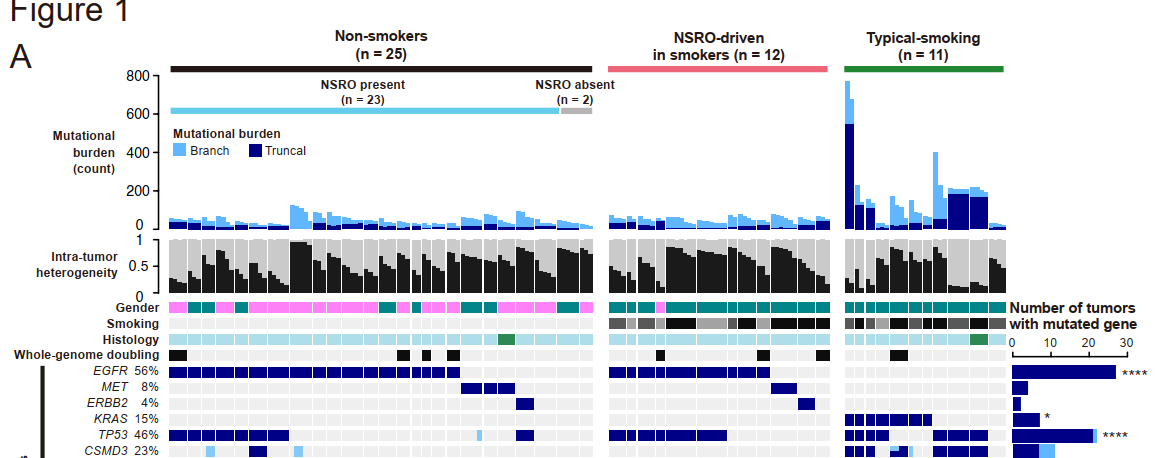 Figure 1
A
Non-smokers
(n = 25)
NSRO-driven
in smokers (n = 12)
Typical-smoking
(n = 11)
NSRO present
(n = 23)
NSRO absent
(n = 2)
Mutational
burden
(count)
800
600
400
200
0
Mutational burden
Branch
Truncal
Intra-tumor
heterogeneity
1
0.5
0
Gender
Smoking
Histology
Whole-genome doubling
Number of tumors
with mutated gene
0 10 20 30
EGFR 56% ****
MET 8%
ERBB2 4%
KRAS 15% *
TP53 46% ****
CSMD3 23%